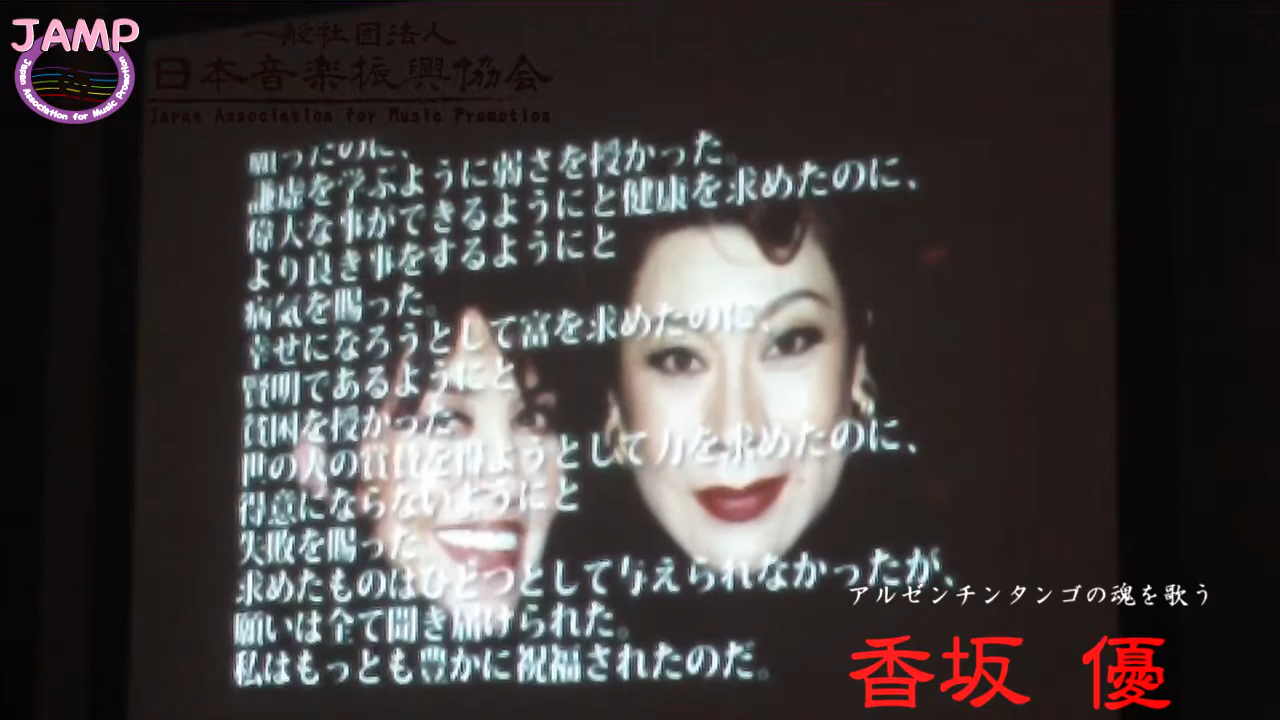 JAMP
Japan Association for Music Promotion
一般社団法人
日本音楽振興協会
Japan Association for Music Promotion
願ったのに、
謙虚を学ぶように弱さを授かった。
偉大な事ができるようにと健康を求めたのに、
より良き事をするようにと
病気を賜った。
幸せになろうとして富を求めたのに、
賢明であるようにと
貧困を授かった
世の人の賞賛を得ようとして力を求めたのに、
得意にならないようにと
失敗を賜った
求めたものはひとつとして与えられなかったが、
願いは全て聞き届けられた。
私はもっとも豊かに祝福されたのだ。
アルゼンチンタンゴの魂を歌う
香坂 優